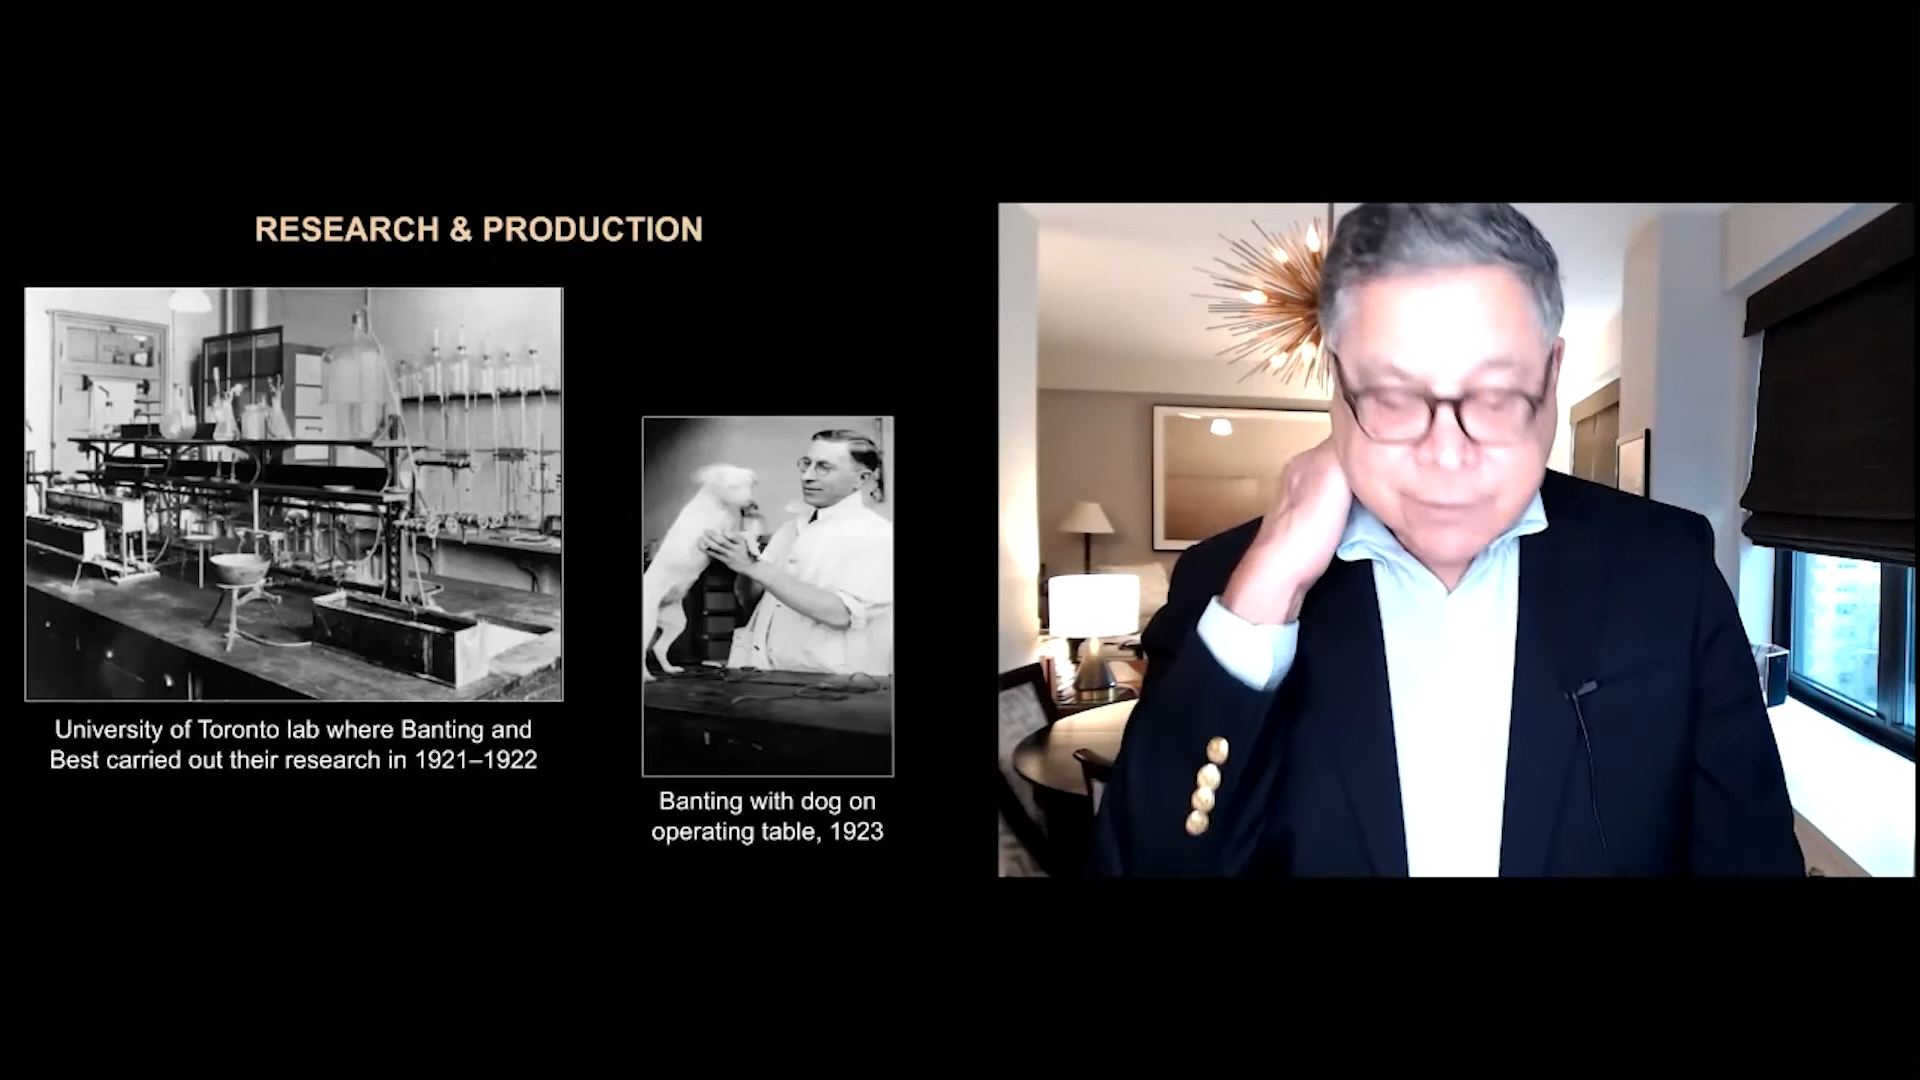 RESEARCH & PRODUCTION
University of Toronto lab where Banting and
Best carried out their research in 1921–1922
Banting with dog on
operating table, 1923